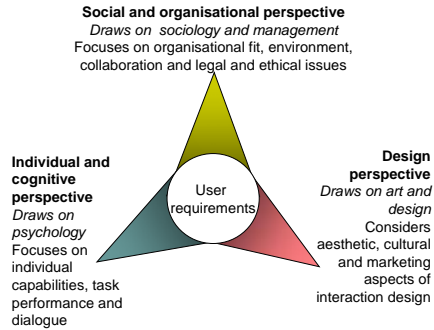 Social and organisational perspective
Draws on sociology and management
Focuses on organisational fit, environment,
collaboration and legal and ethical issues
Individual and
cognitive
perspective
Draws on
psychology
Focuses on
individual
capabilities, task
performance and
dialogue
User
requirements
Design
perspective
Draws on art and
design
Considers
aesthetic, cultural
and marketing
aspects of
interaction design